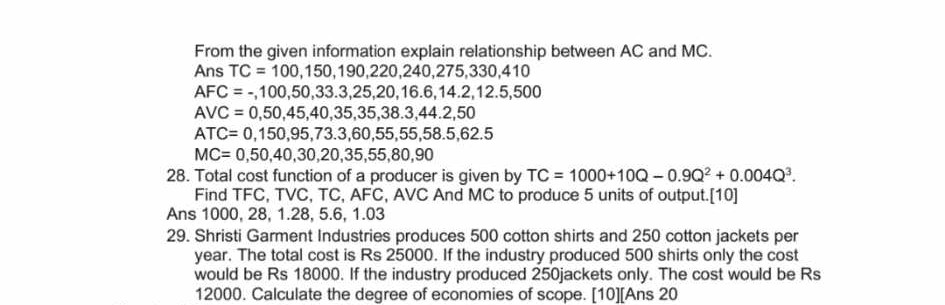 From the given information explain relationship between AC and MC.
Ans TC = 100,150,190,220,240,275,330,410
AFC = -,100,50,33.3,25,20,16.6,14.2,12.5,500
AVC = 0,50,45,40,35,35,38.3,44.2,50
ATC= 0,150,95,73.3,60,55,55,58.5,62.5
MC= 0,50,40,30,20,35,55,80,90
28. Total cost function of a producer is given by TC = 1000+10Q – 0.9Q² + 0.004Q³.
Find TFC, TVC, TC, AFC, AVC And MC to produce 5 units of output.[10]
Ans 1000, 28, 1.28, 5.6, 1.03
29. Shristi Garment Industries produces 500 cotton shirts and 250 cotton jackets per
year. The total cost is Rs 25000. If the industry produced 500 shirts only the cost
would be Rs 18000. If the industry produced 250jackets only. The cost would be Rs
12000. Calculate the degree of economies of scope. [10][Ans 20